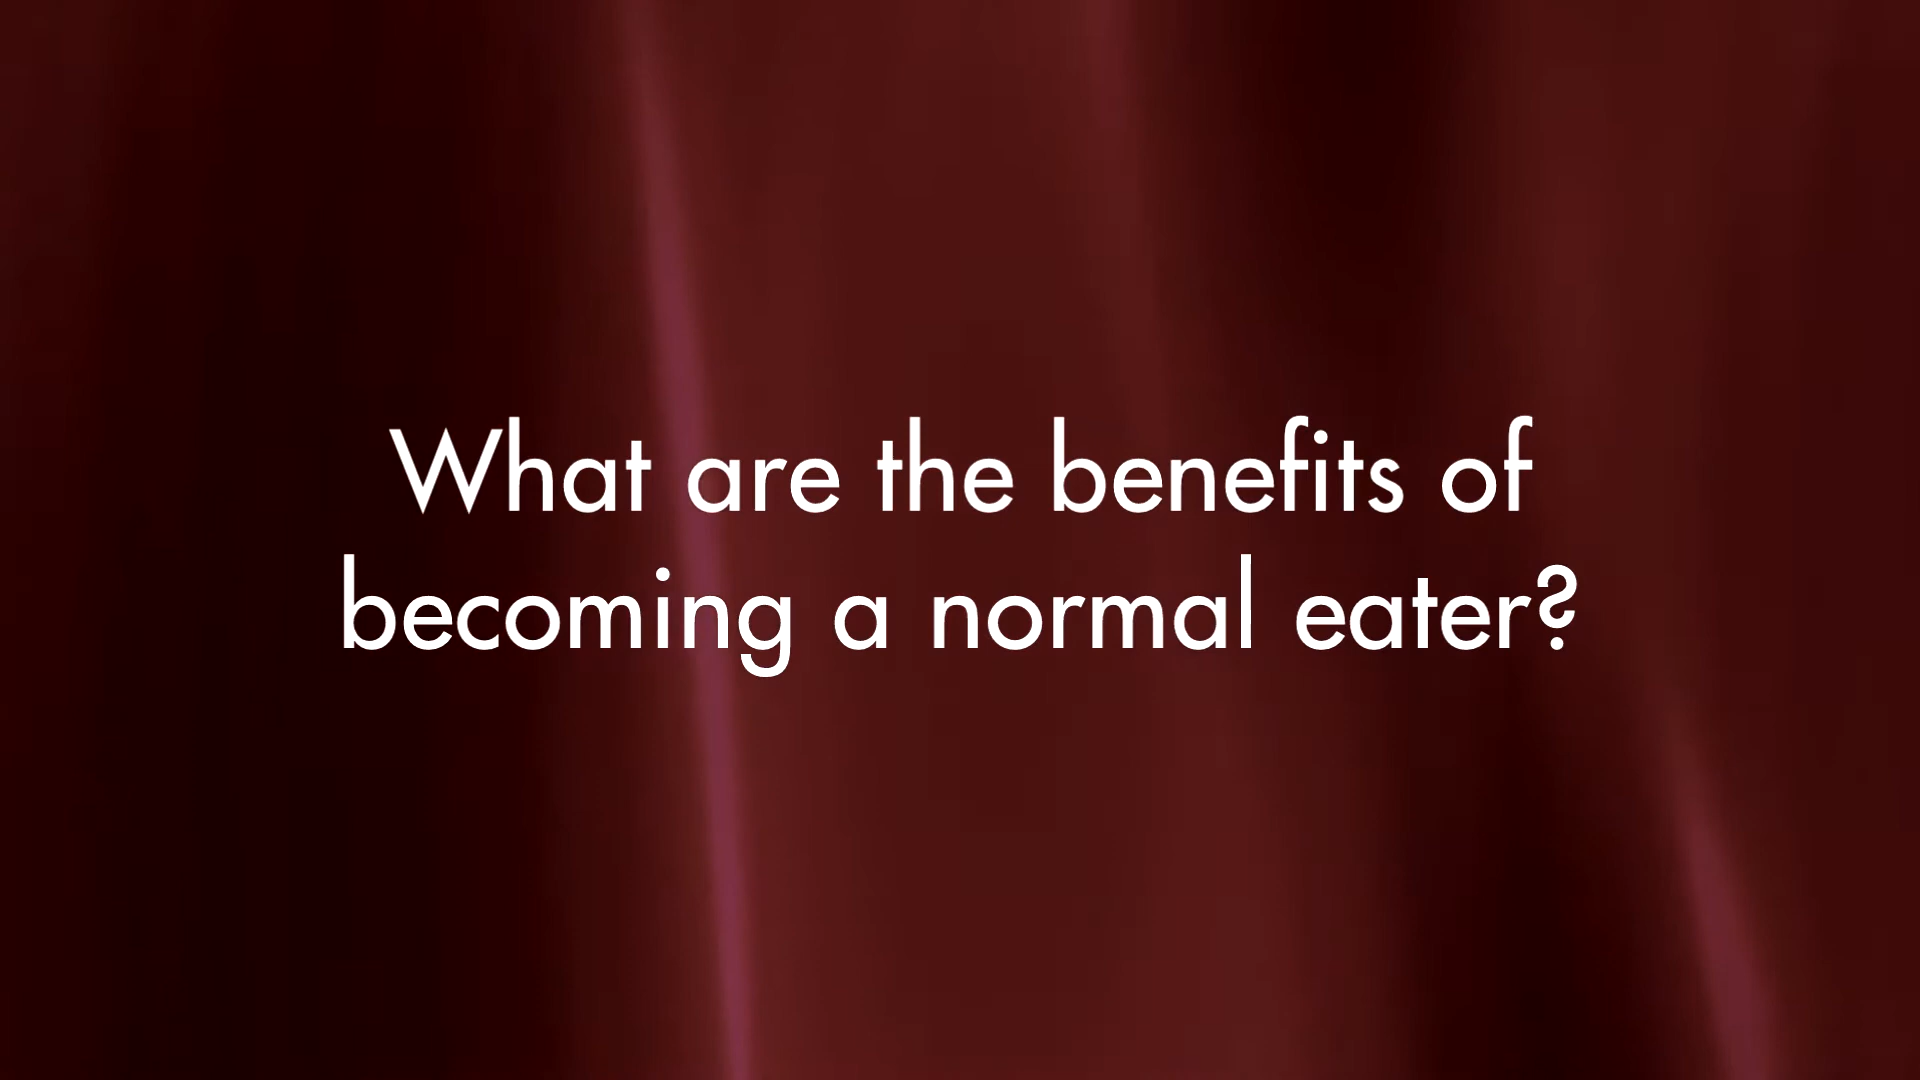 What are the benefits of
becoming a normal eater?